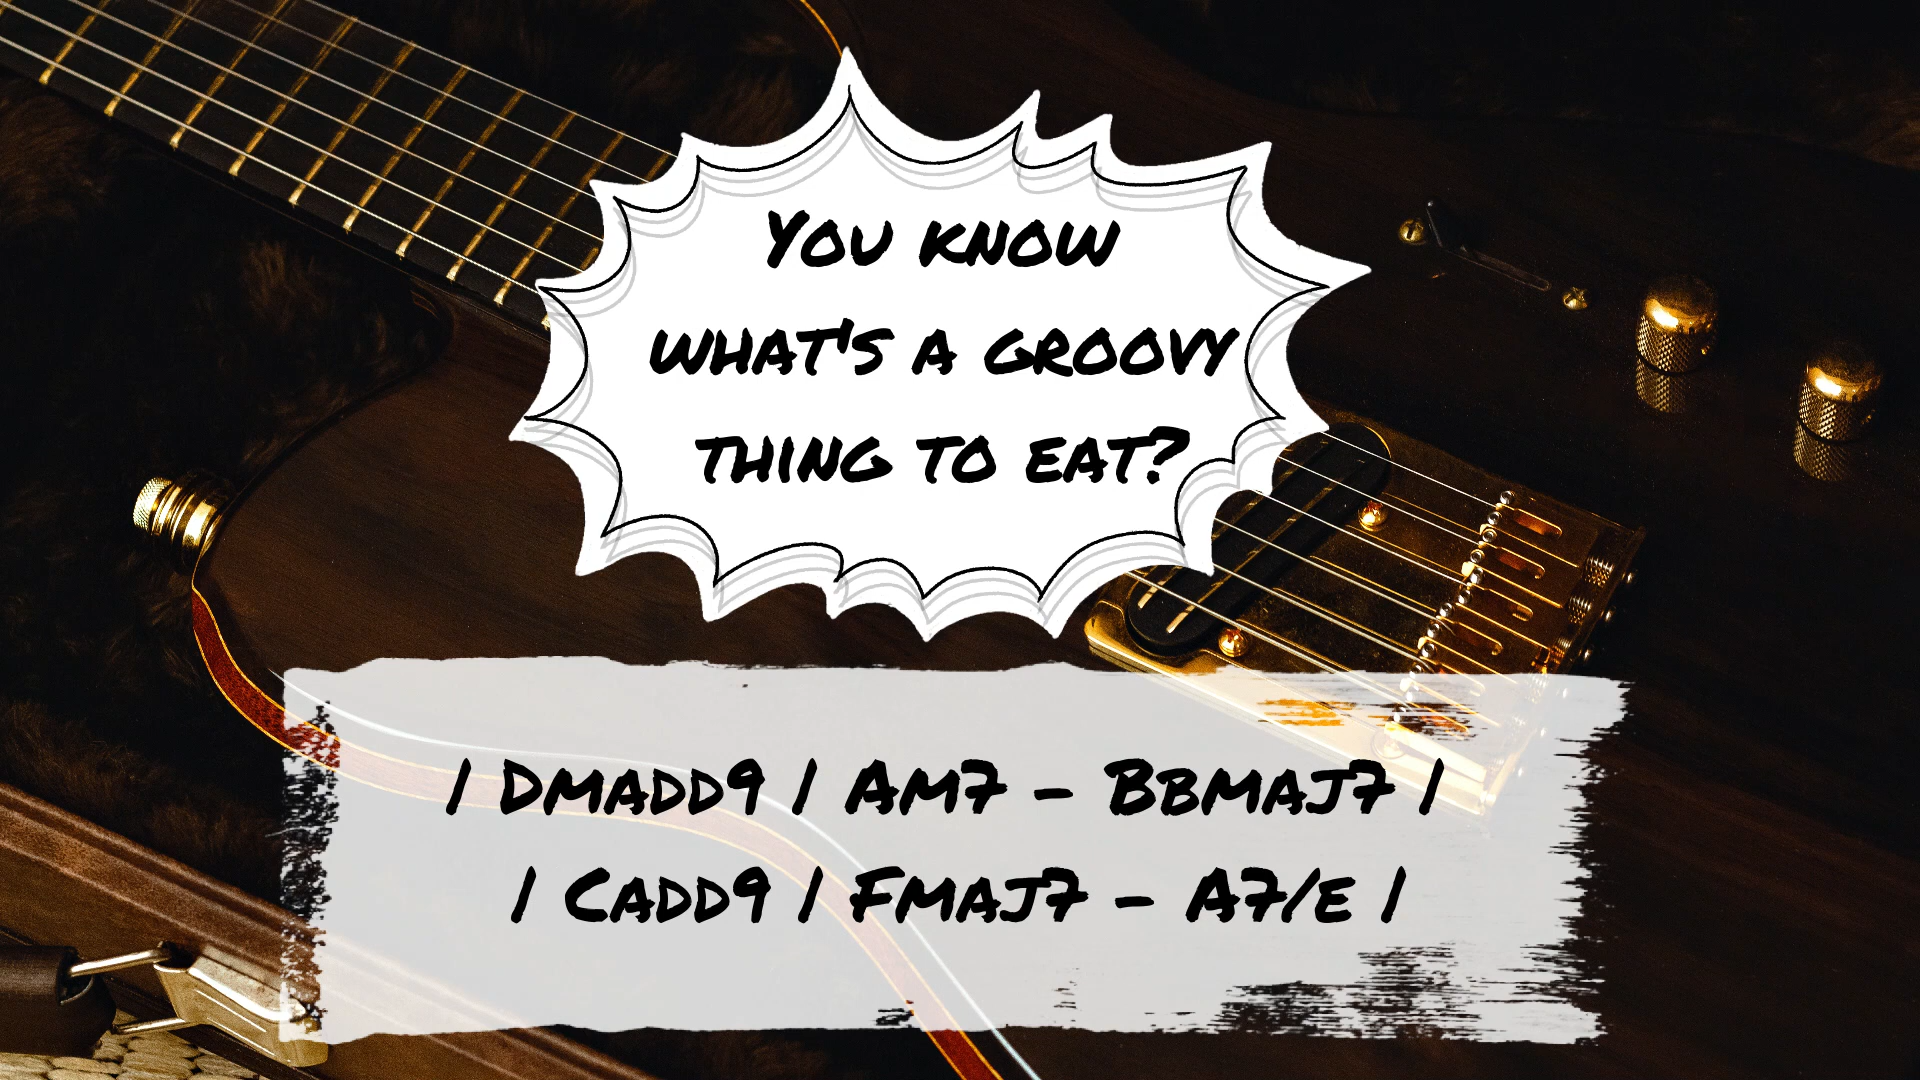 You know
what's a groovy
thing to eat?
| Dmadd9 | Am7 - Bbmaj7 |
| Cadd9 | Fmaj7 - A7/E |